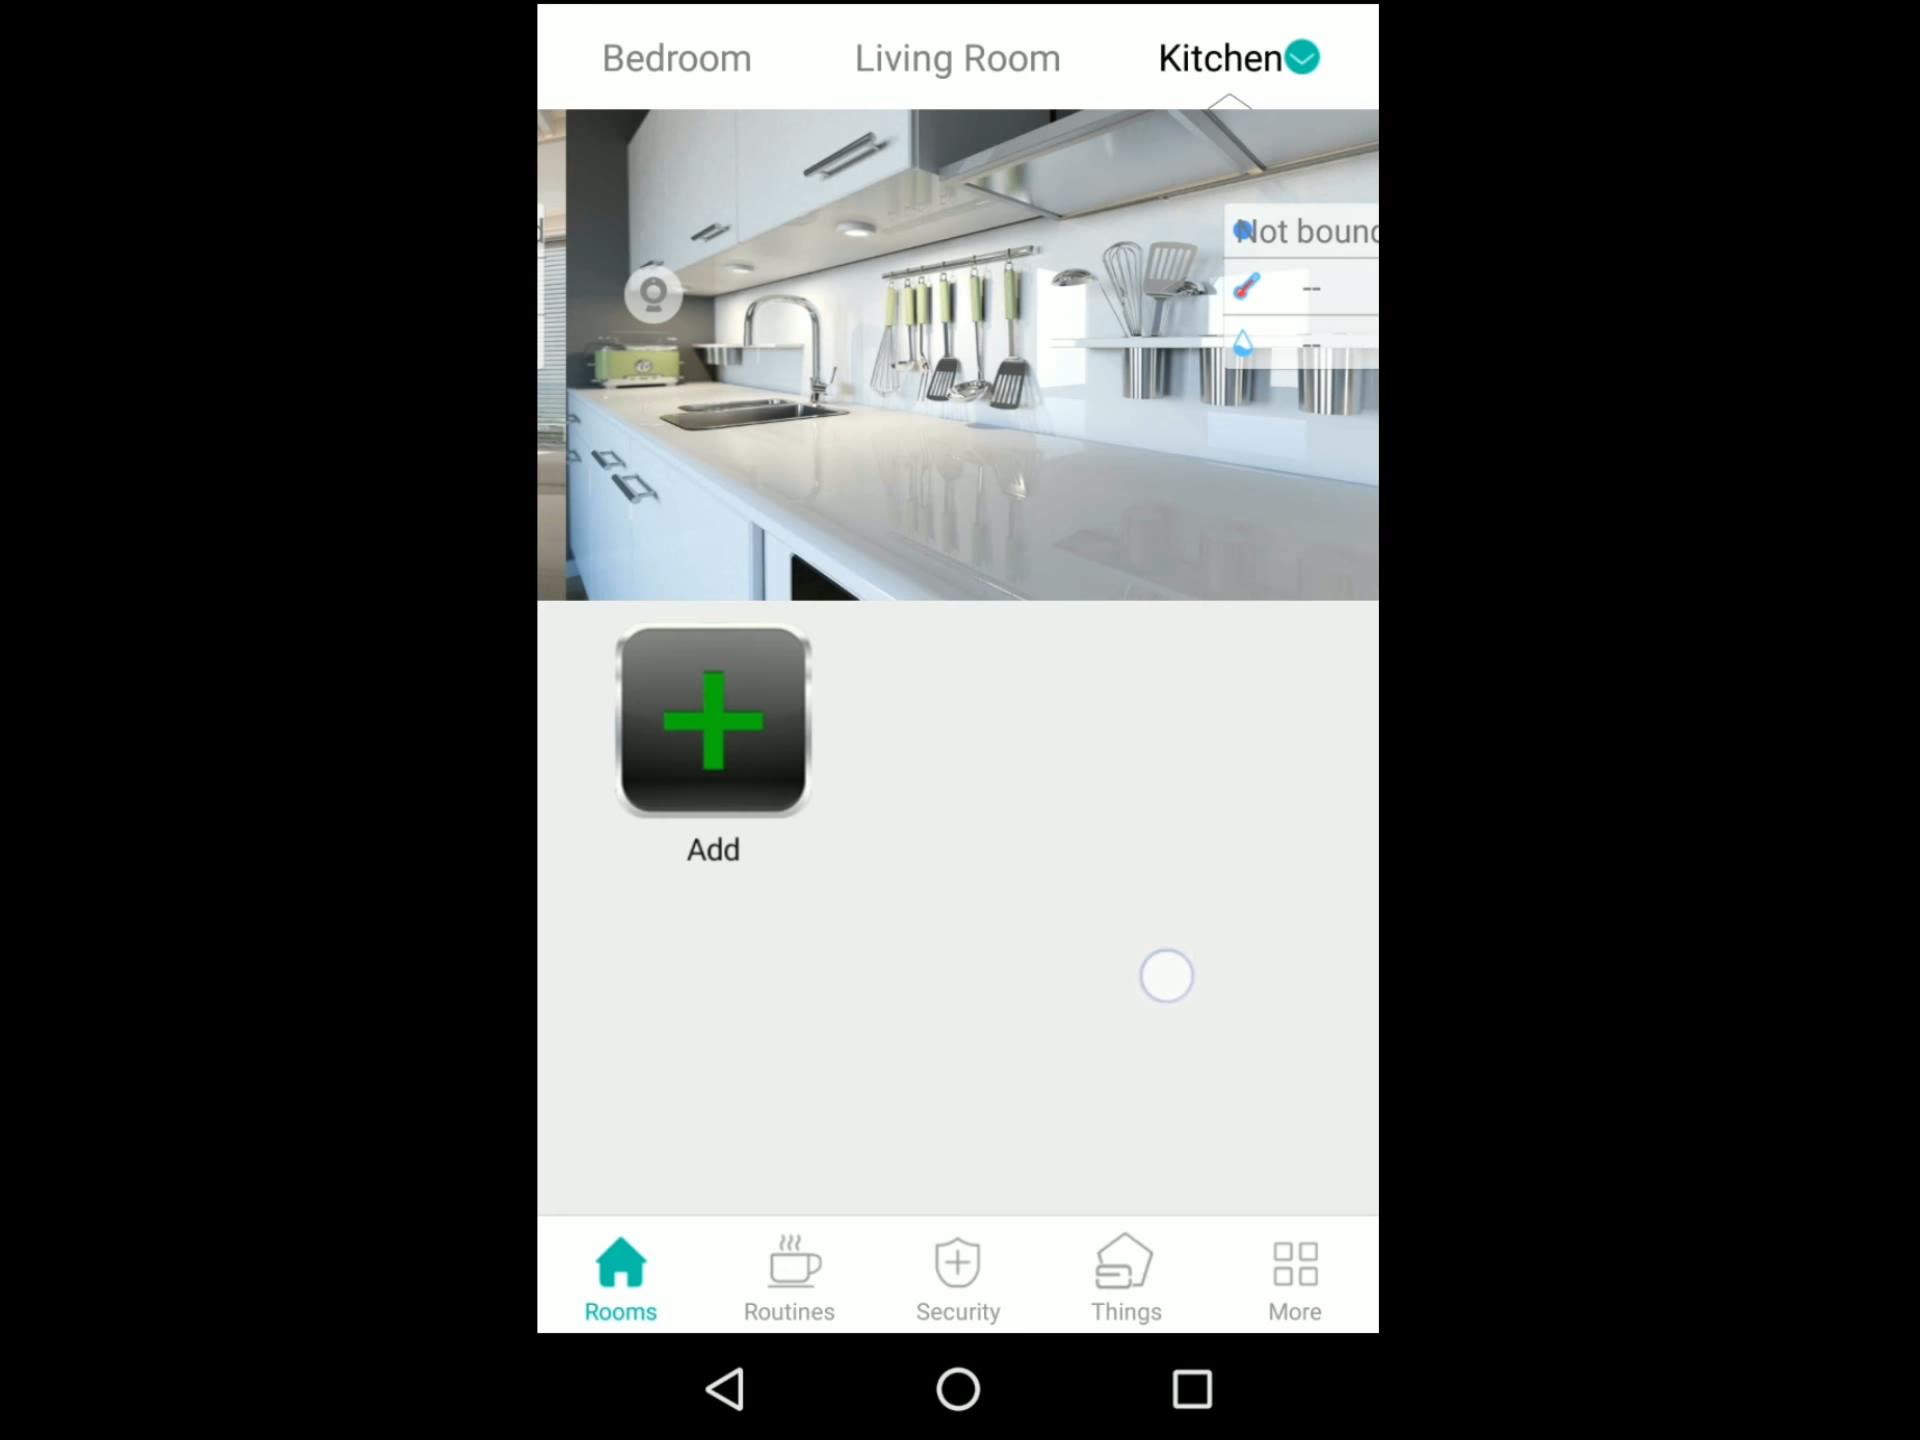 Bedroom Living Room Kitchen
Not bound
--
--
Add
Rooms Routines Security Things More